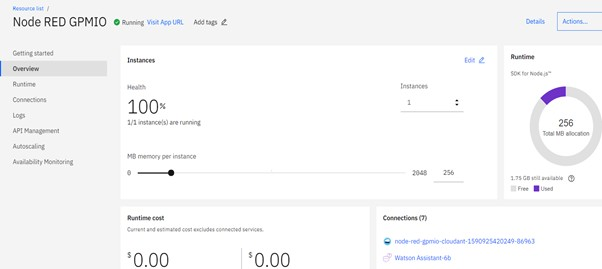 Resource list /
Node RED GPMIO Running Visit App URL Add tags
Details Actions...
Getting started
Overview
Runtime
Connections
Logs
API Management
Autoscaling
Availability Monitoring
Instances
Edit
Health
100%
1/1 instance(s) are running
Instances
1
MB memory per instance
0
2048
256
Runtime
SDK for Node.js™
256
Total MB allocation
1.75 GB still available
Free Used
Runtime cost
Current and estimated cost excludes connected services.
$0.00
$0.00
Connections (7)
node-red-gpmio-cloudant-1590925420249-86963
Watson Assistant-6b